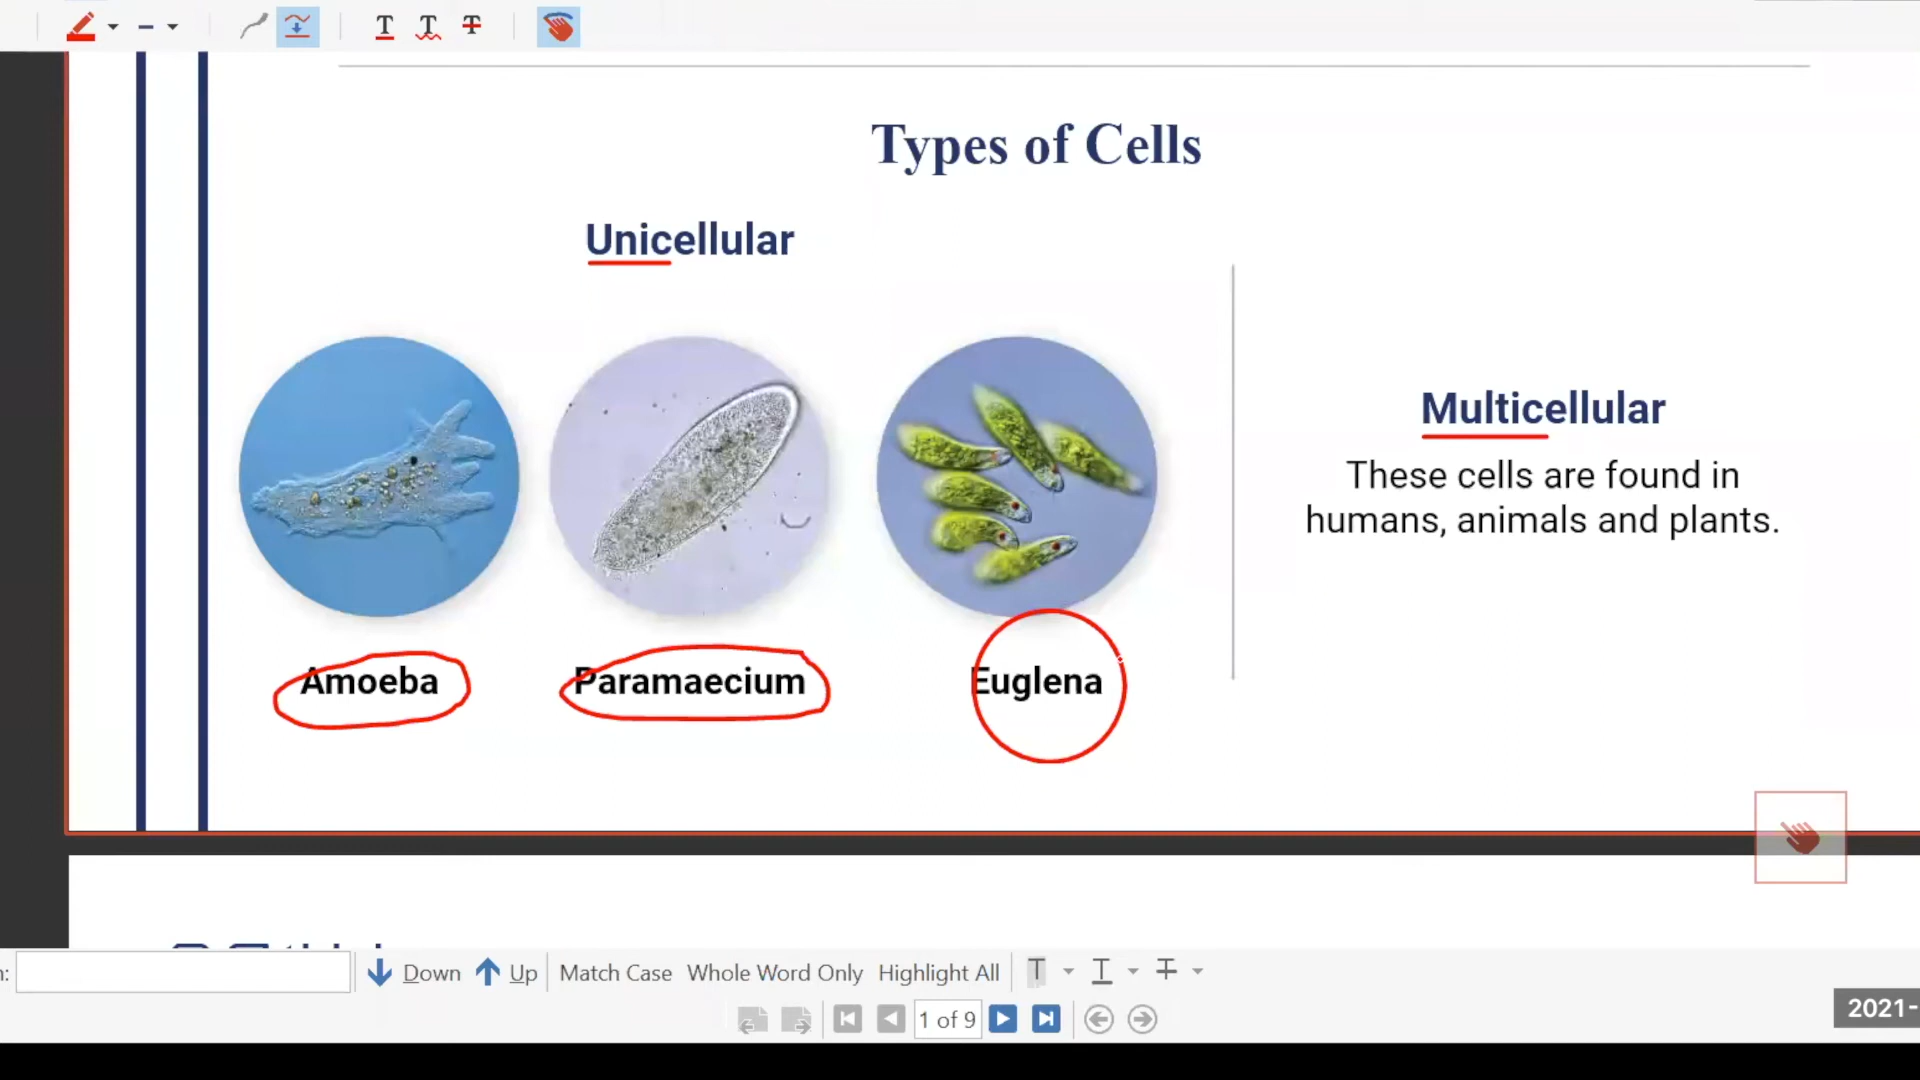 Types of Cells
Unicellular
Amoeba
Paramaecium
Euglena
Multicellular
These cells are found in
humans, animals and plants.
Down Up Match Case Whole Word Only Highlight All
1 of 9
2021-